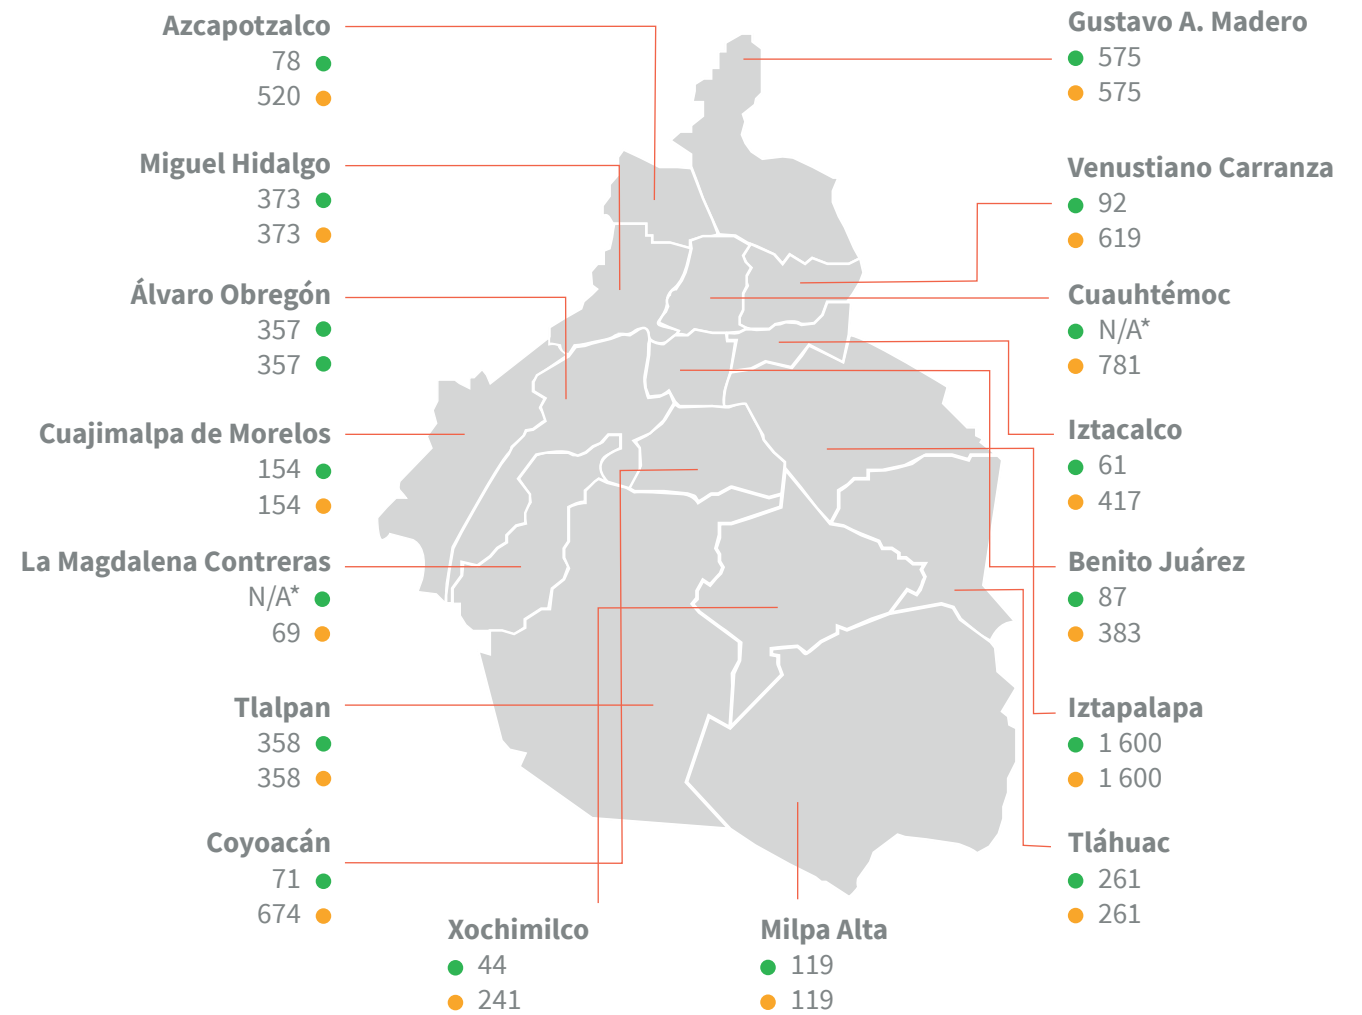 Azcapotzalco
78
520
Miguel Hidalgo
373
373
Álvaro Obregón
357
357
Cuajimalpa de Morelos
154
154
La Magdalena Contreras
N/A*
69
Tlalpan
358
358
Coyoacán
71
674
Xochimilco
44
241
Milpa Alta
119
119
Gustavo A. Madero
575
575
Venustiano Carranza
92
619
Cuauhtémoc
N/A*
781
Iztacalco
61
417
Benito Juárez
87
383
Iztapalapa
1 600
1 600
Tláhuac
261
261